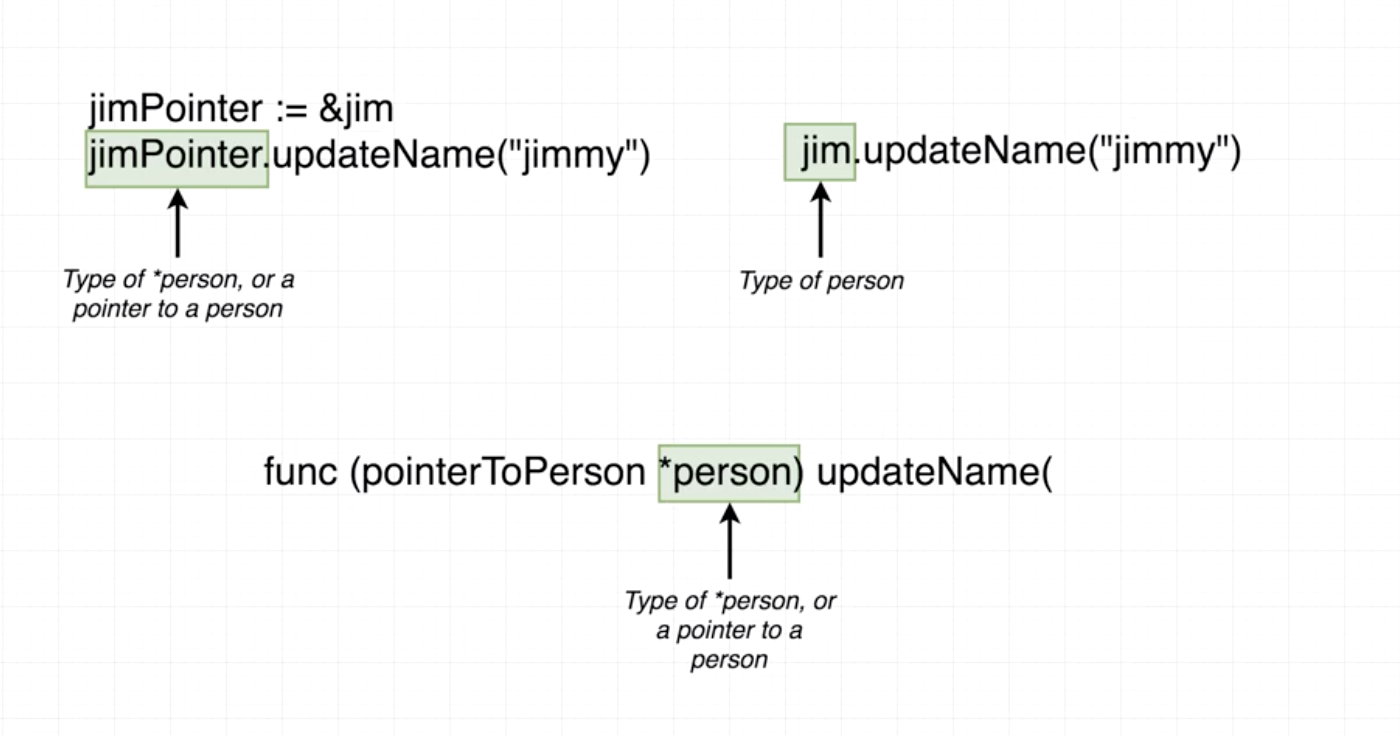 jimPointer := &jim
jimPointer.updateName("jimmy")
Type of *person, or a
pointer to a person
jim.updateName("jimmy")
Type of person
func (pointerToPerson *person) updateName(
Type of *person, or
a pointer to a
person